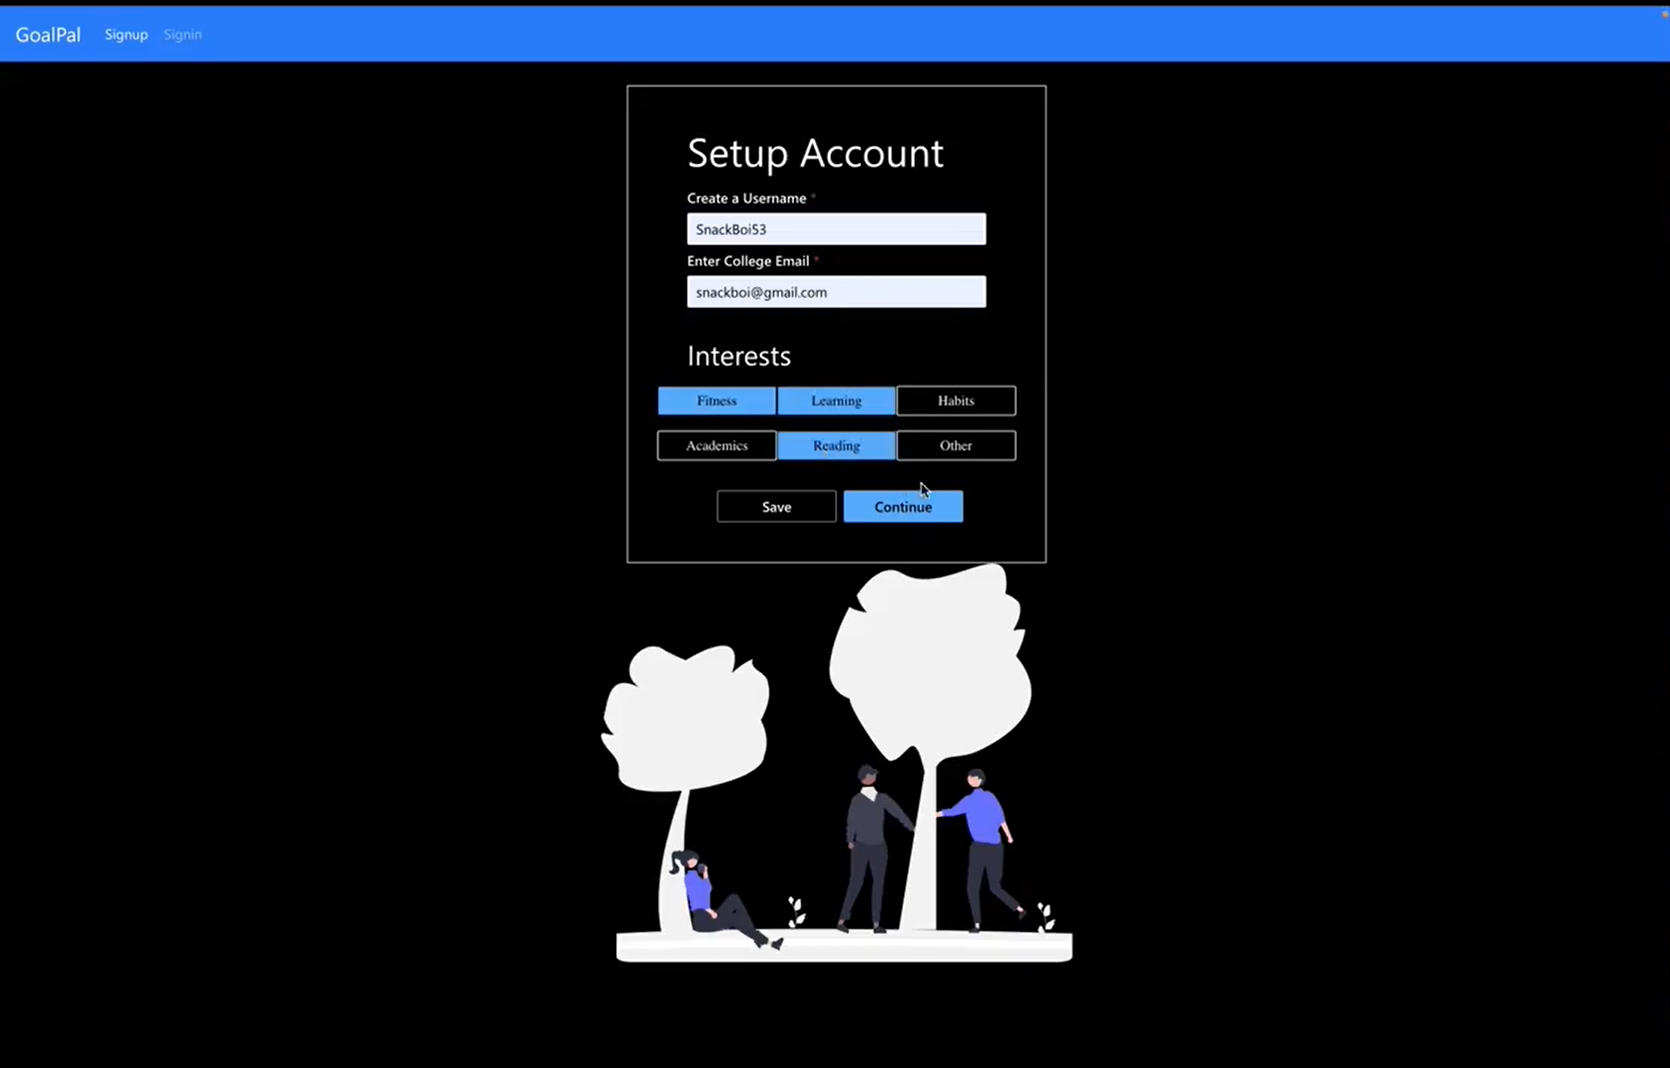 GoalPal Signup Signin
Setup Account
Create a Username *
SnackBoi53
Enter College Email *
snackboi@gmail.com
Interests
Fitness Learning Habits
Academics Reading Other
Save Continue